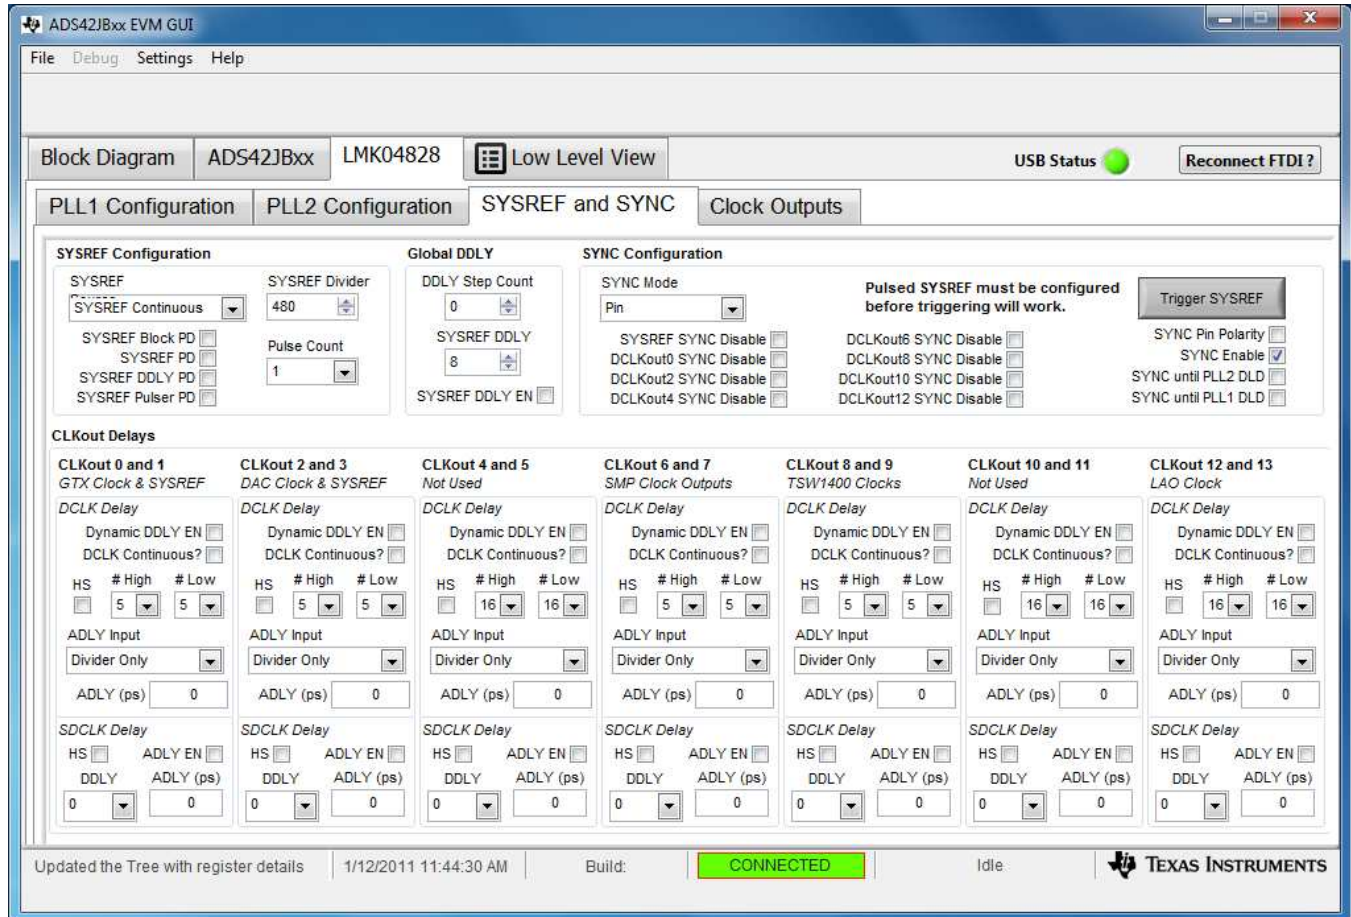 ADS42JBxx EVM GUI
File Debug Settings Help
Block Diagram ADS42JBxx LMK04828 Low Level View USB Status Reconnect FTDI ?
PLL1 Configuration PLL2 Configuration SYSREF and SYNC Clock Outputs
SYSREF Configuration Global DDLY SYNC Configuration
SYSREF SYSREF Divider DDLY Step Count SYNC Mode Pulsed SYSREF must be configured
SYSREF Continuous 480 0 Pin before triggering will work. Trigger SYSREF
SYSREF Block PD Pulse Count SYSREF DDLY SYSREF SYNC Disable DCLKout6 SYNC Disable SYNC Pin Polarity
SYSREF PD 1 8 DCLKout0 SYNC Disable DCLKout8 SYNC Disable SYNC Enable
SYSREF DDLY PD DCLKout2 SYNC Disable DCLKout10 SYNC Disable SYNC until PLL2 DLD
SYSREF Pulser PD SYSREF DDLY EN DCLKout4 SYNC Disable DCLKout12 SYNC Disable SYNC until PLL1 DLD
CLKout Delays
CLKout 0 and 1 CLKout 2 and 3 CLKout 4 and 5 CLKout 6 and 7 CLKout 8 and 9 CLKout 10 and 11 CLKout 12 and 13
GTX Clock & SYSREF DAC Clock & SYSREF Not Used SMP Clock Outputs TSW1400 Clocks Not Used LAO Clock
DCLK Delay DCLK Delay DCLK Delay DCLK Delay DCLK Delay DCLK Delay DCLK Delay
Dynamic DDLY EN Dynamic DDLY EN Dynamic DDLY EN Dynamic DDLY EN Dynamic DDLY EN Dynamic DDLY EN Dynamic DDLY EN
DCLK Continuous? DCLK Continuous? DCLK Continuous? DCLK Continuous? DCLK Continuous? DCLK Continuous? DCLK Continuous?
HS # High # Low HS # High # Low HS # High # Low HS # High # Low HS # High # Low HS # High # Low HS # High # Low
5 5 5 5 16 16 5 5 5 5 16 16 16 16
ADLY Input ADLY Input ADLY Input ADLY Input ADLY Input ADLY Input ADLY Input
Divider Only Divider Only Divider Only Divider Only Divider Only Divider Only Divider Only
ADLY (ps) 0 ADLY (ps) 0 ADLY (ps) 0 ADLY (ps) 0 ADLY (ps) 0 ADLY (ps) 0 ADLY (ps) 0
SDCLK Delay SDCLK Delay SDCLK Delay SDCLK Delay SDCLK Delay SDCLK Delay SDCLK Delay
HS ADLY EN HS ADLY EN HS ADLY EN HS ADLY EN HS ADLY EN HS ADLY EN HS ADLY EN
DDLY ADLY (ps) DDLY ADLY (ps) DDLY ADLY (ps) DDLY ADLY (ps) DDLY ADLY (ps) DDLY ADLY (ps) DDLY ADLY (ps)
0 0 0 0 0 0 0 0 0 0 0 0 0 0
Updated the Tree with register details 1/12/2011 11:44:30 AM Build: CONNECTED Idle TEXAS INSTRUMENTS